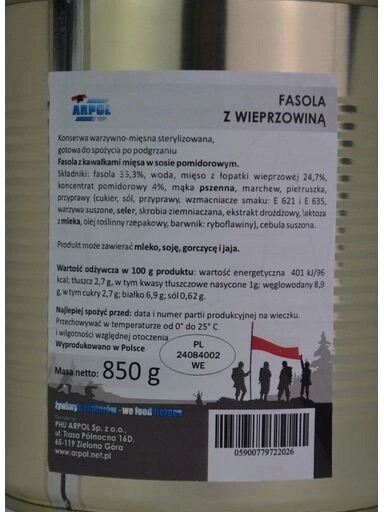 ARPOL
FASOLA
Z WIEPRZOWINĄ
Konserwa warzywno-mięsna sterylizowana,
gotowa do spożycia po podgrzaniu
Fasola z kawałkami mięsa w sosie pomidorowym.
Składniki: fasola 35,3%, woda, mięso z łopatki wieprzowej 24,7%,
koncentrat pomidorowy 4%, mąka pszenna, marchew, pietruszka,
przyprawy (cukier, sól, przyprawy, wzmacniacze smaku: E 621 i E 635,
warzywa suszone, seler, skrobia ziemniaczana, ekstrakt drożdżowy, laktoza
z mleka, olej roślinny rzepakowy, barwnik: ryboflawiny), cebula suszona.
Produkt może zawierać mleko, soję, gorczycę i jaja.
Wartość odżywcza w 100 g produktu: wartość energetyczna 401 kJ/96
kcal; tłuszcz 2,7 g, w tym kwasy tłuszczowe nasycone 1g; węglowodany 8,9
g, w tym cukry 2,7 g; białko 6,9 g; sól 0,62 g.
Najlepiej spożyć przed: data i numer partii produkcyjnej na wieczku.
Przechowywać w temperaturze od 0° do 25° C
i wilgotności względnej otoczenia
Wyprodukowano w Polsce
PL
24084002
WE
Masa netto: 850 g
żywimy bohaterów - we feed heroes
PHU ARPOL Sp. z o.o.,
ul. Trasa Północna 16D,
65-119 Zielona Góra
www.arpol.net.pl
05900779722026